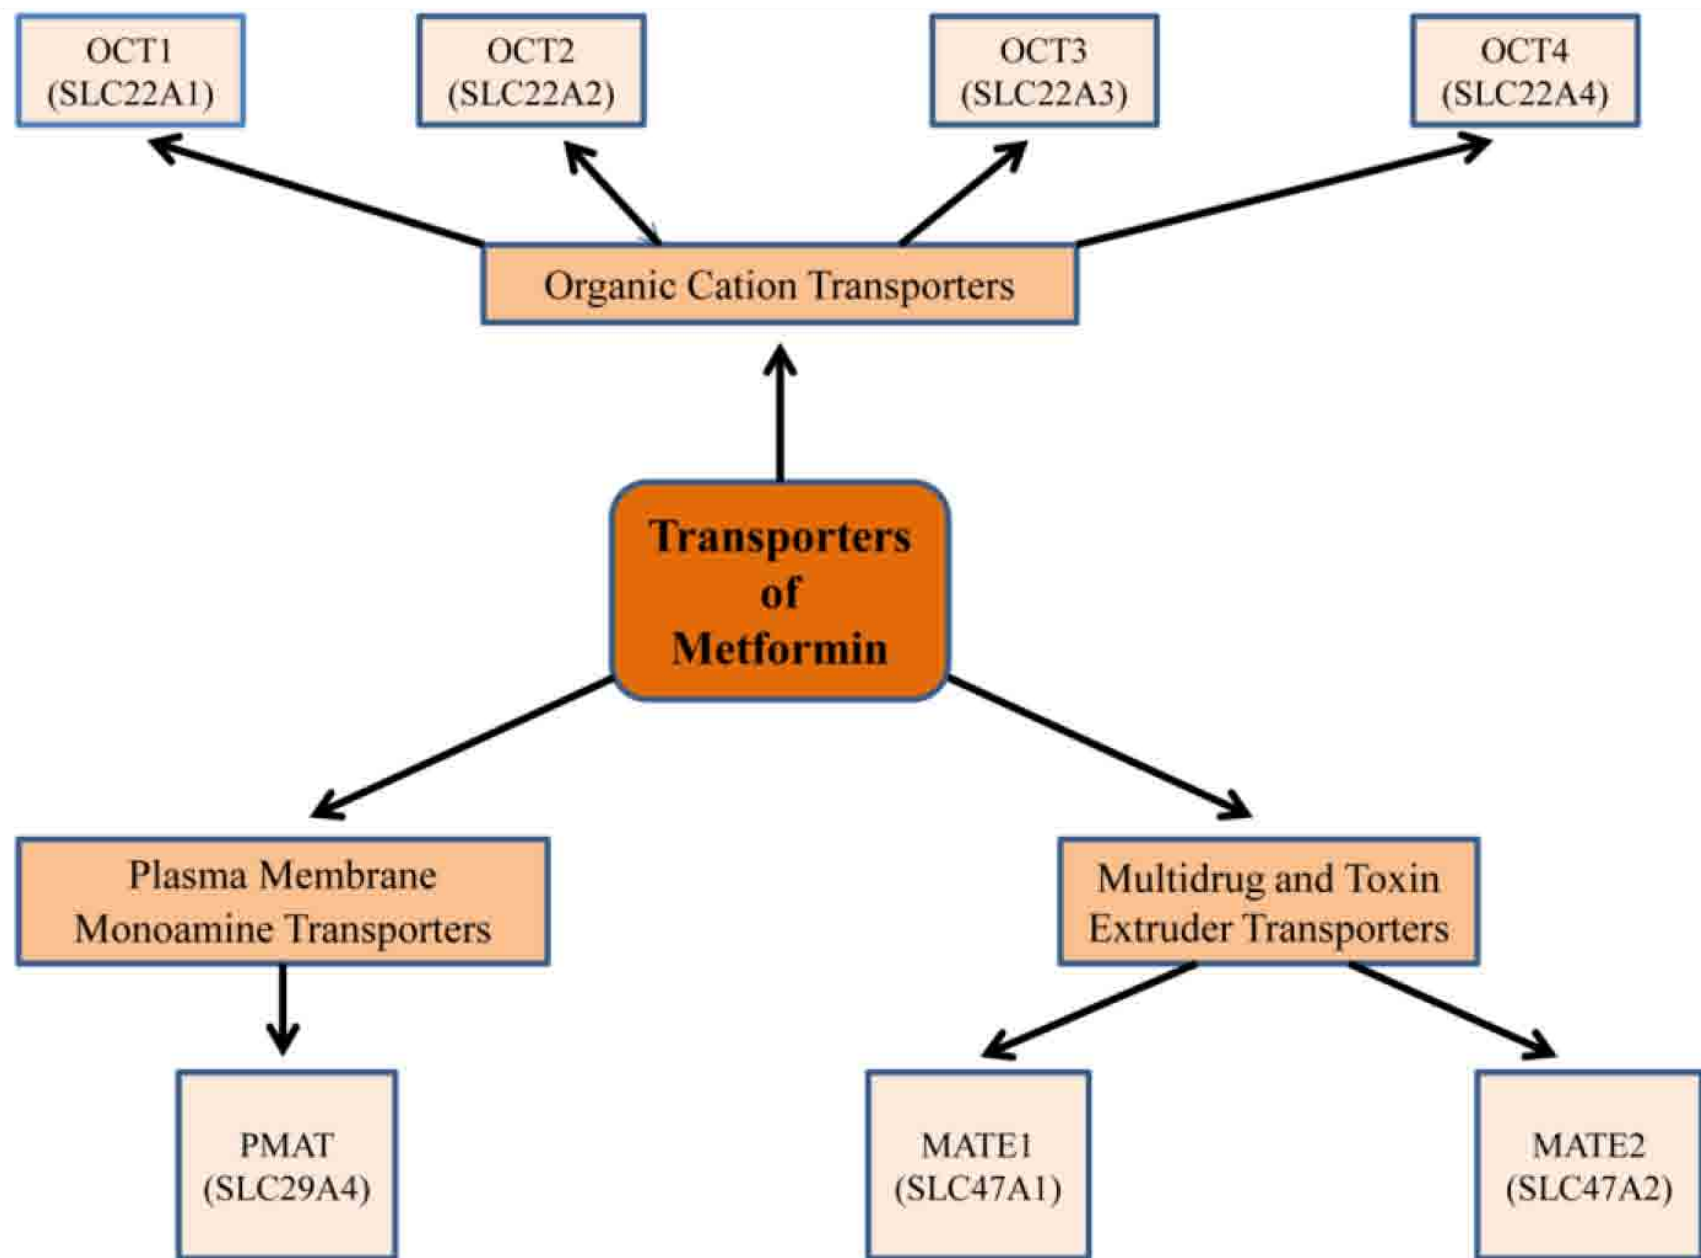 OCT1
(SLC22A1)
OCT2
(SLC22A2)
OCT3
(SLC22A3)
OCT4
(SLC22A4)
Organic Cation Transporters
Transporters
of
Metformin
Plasma Membrane
Monoamine Transporters
Multidrug and Toxin
Extruder Transporters
PMAT
(SLC29A4)
MATE1
(SLC47A1)
MATE2
(SLC47A2)